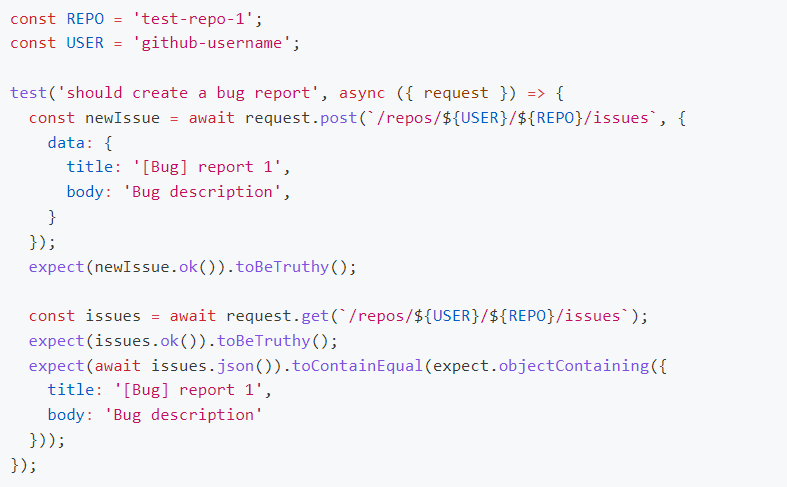 const REPO = 'test-repo-1';
const USER = 'github-username';

test('should create a bug report', async ({ request }) => {
  const newIssue = await request.post(`/repos/${USER}/${REPO}/issues`, {
    data: {
      title: '[Bug] report 1',
      body: 'Bug description',
    }
  });
  expect(newIssue.ok()).toBeTruthy();

  const issues = await request.get(`/repos/${USER}/${REPO}/issues`);
  expect(issues.ok()).toBeTruthy();
  expect(await issues.json()).toContainEqual(expect.objectContaining({
    title: '[Bug] report 1',
    body: 'Bug description'
  }));
});